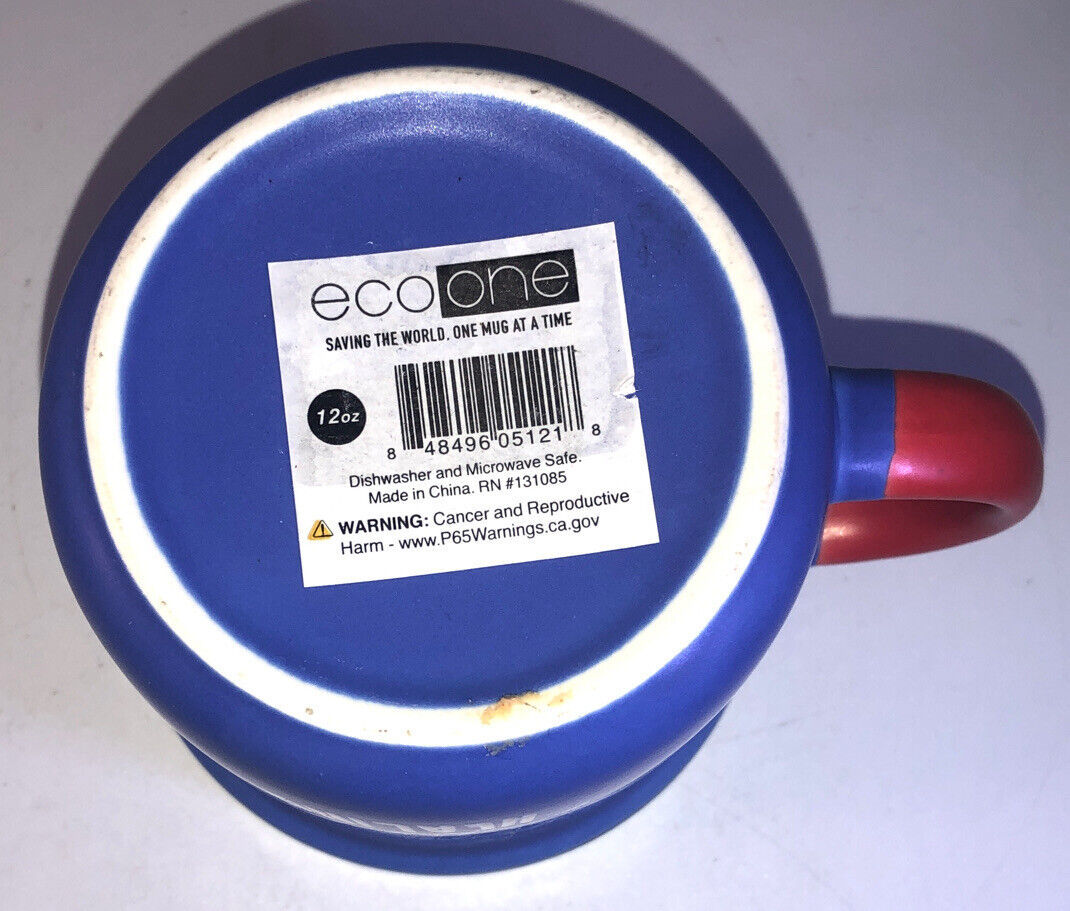 ecoone
SAVING THE WORLD. ONE MUG AT A TIME
12oz
8 48496 05121 8
Dishwasher and Microwave Safe.
Made in China. RN #131085
WARNING: Cancer and Reproductive
Harm - www.P65Warnings.ca.gov